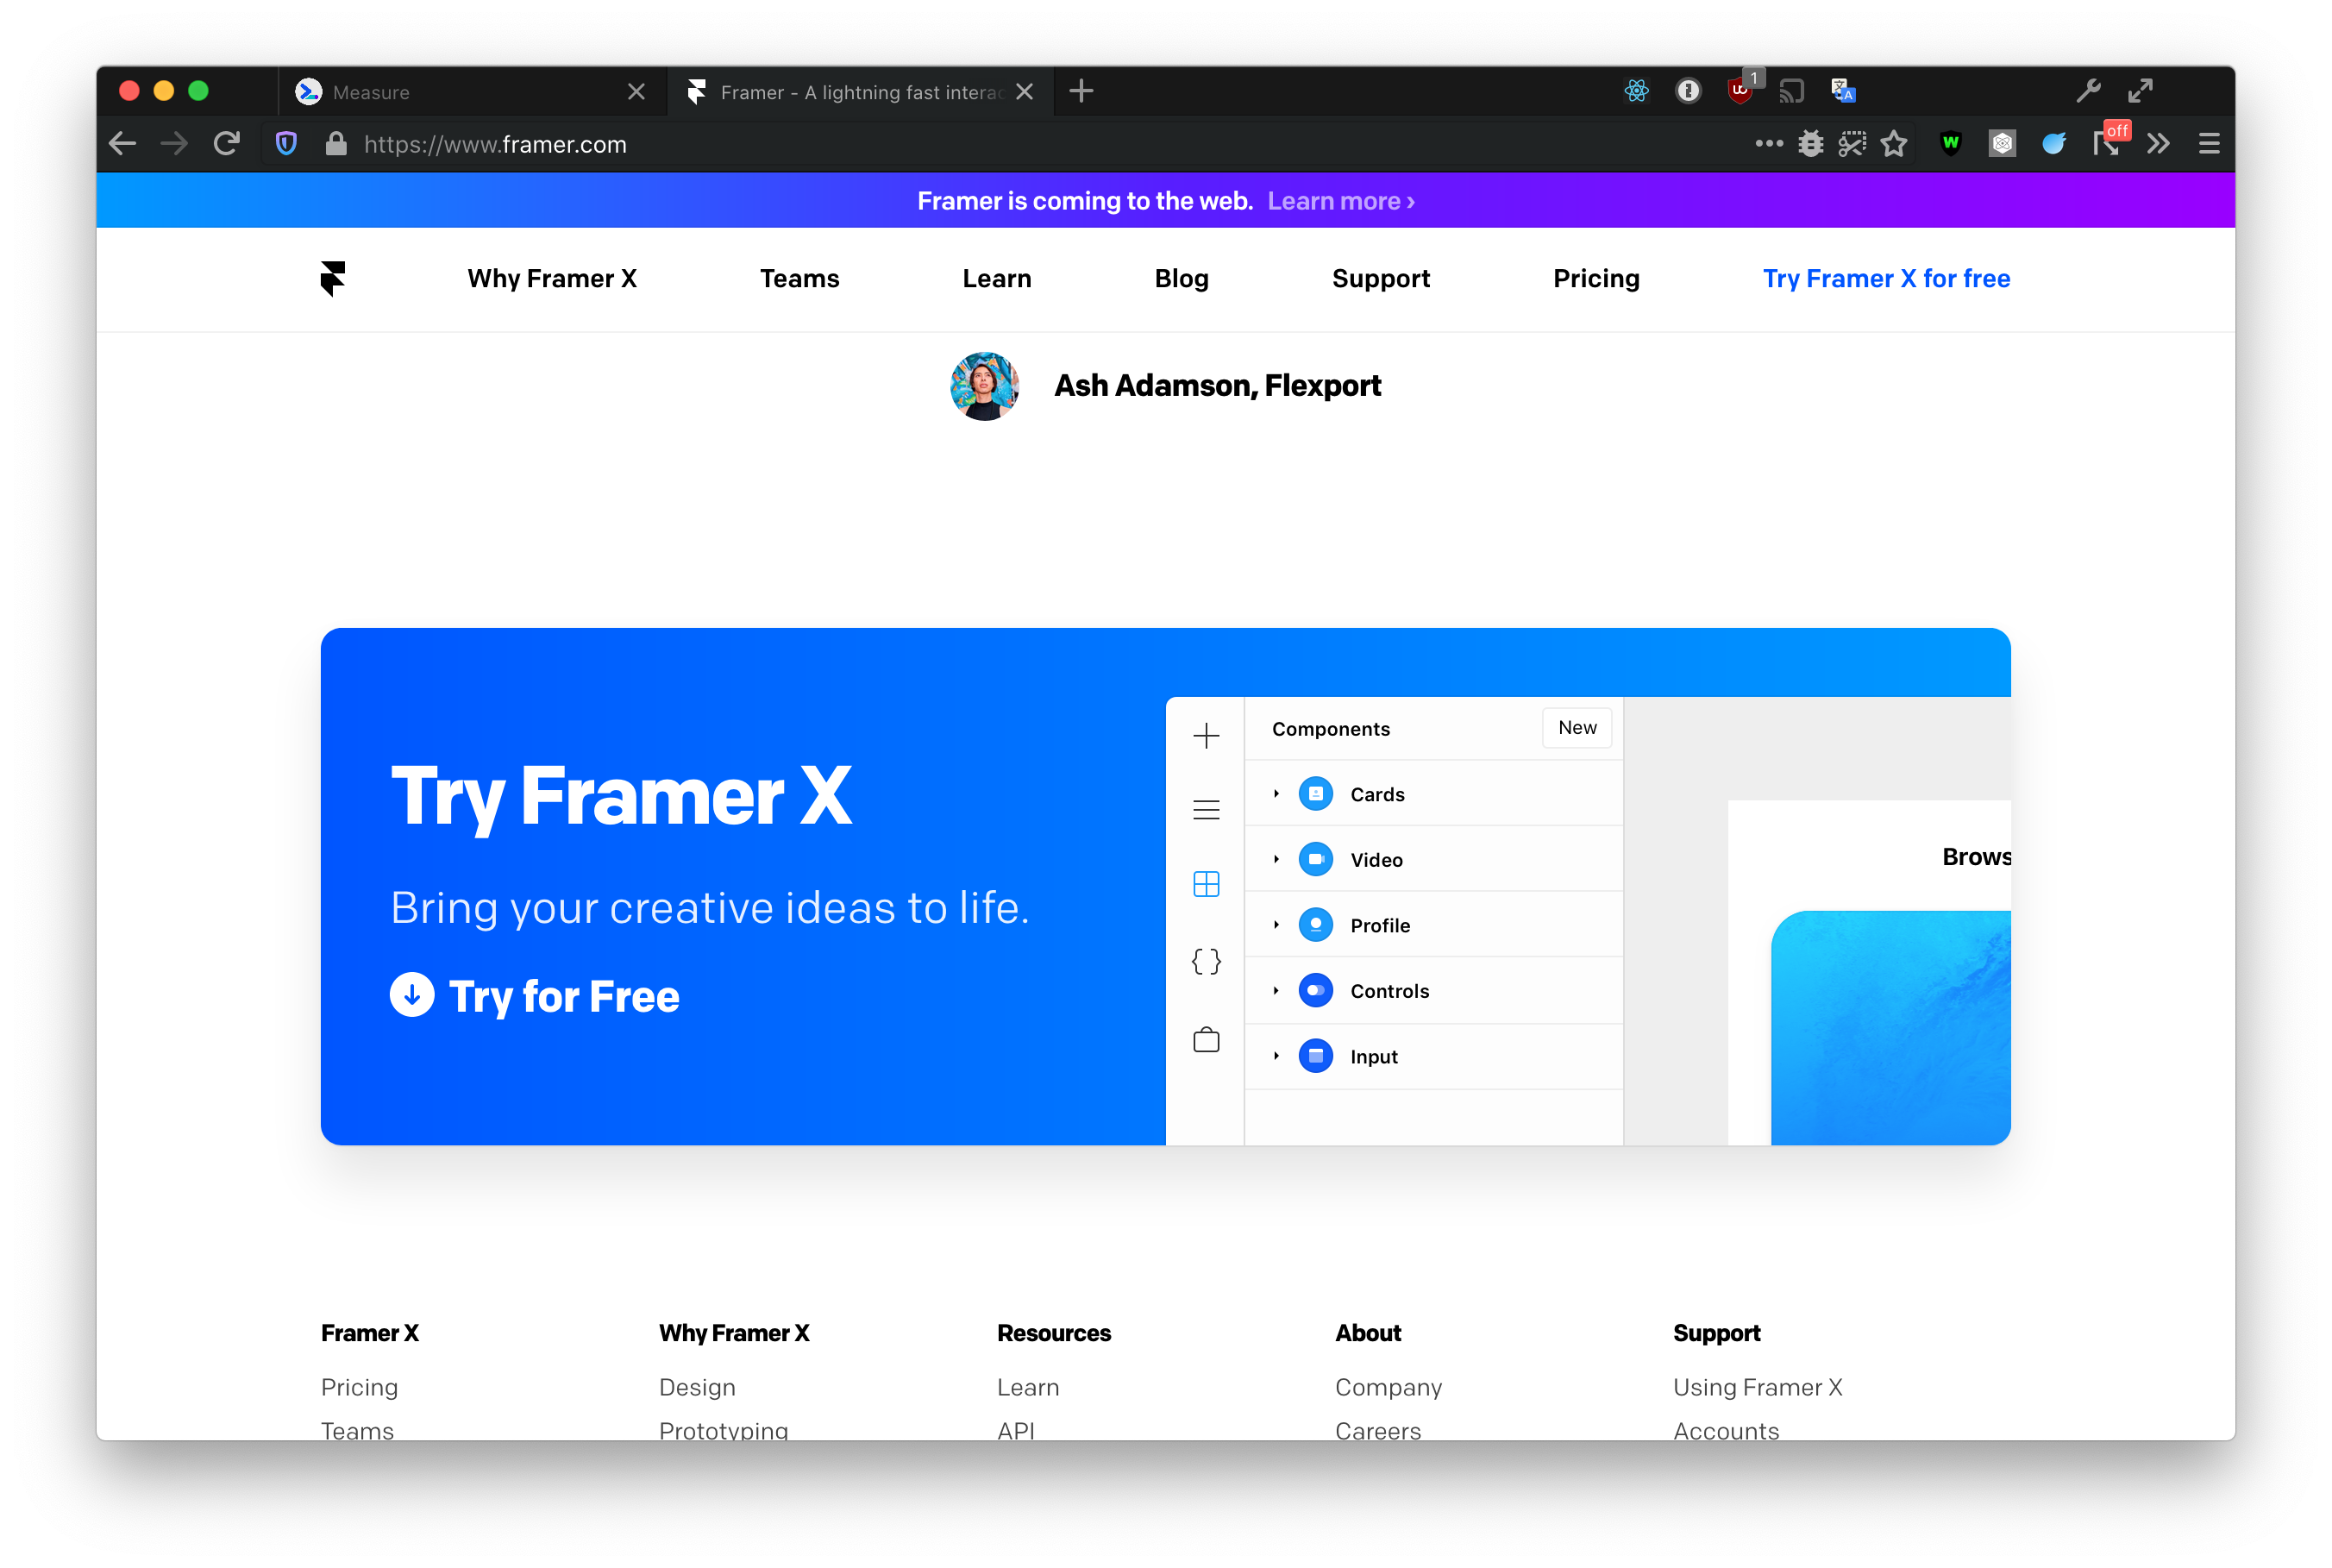 Measure
Framer - A lightning fast interac
1
https://www.framer.com
off
Framer is coming to the web. Learn more ›
Why Framer X
Teams
Learn
Blog
Support
Pricing
Try Framer X for free
Ash Adamson, Flexport
Try Framer X
Bring your creative ideas to life.
Try for Free
Components
New
Cards
Video
Profile
Controls
Input
Brows
Framer X
Pricing
Teams
Why Framer X
Design
Prototyping
Resources
Learn
API
About
Company
Careers
Support
Using Framer X
Accounts